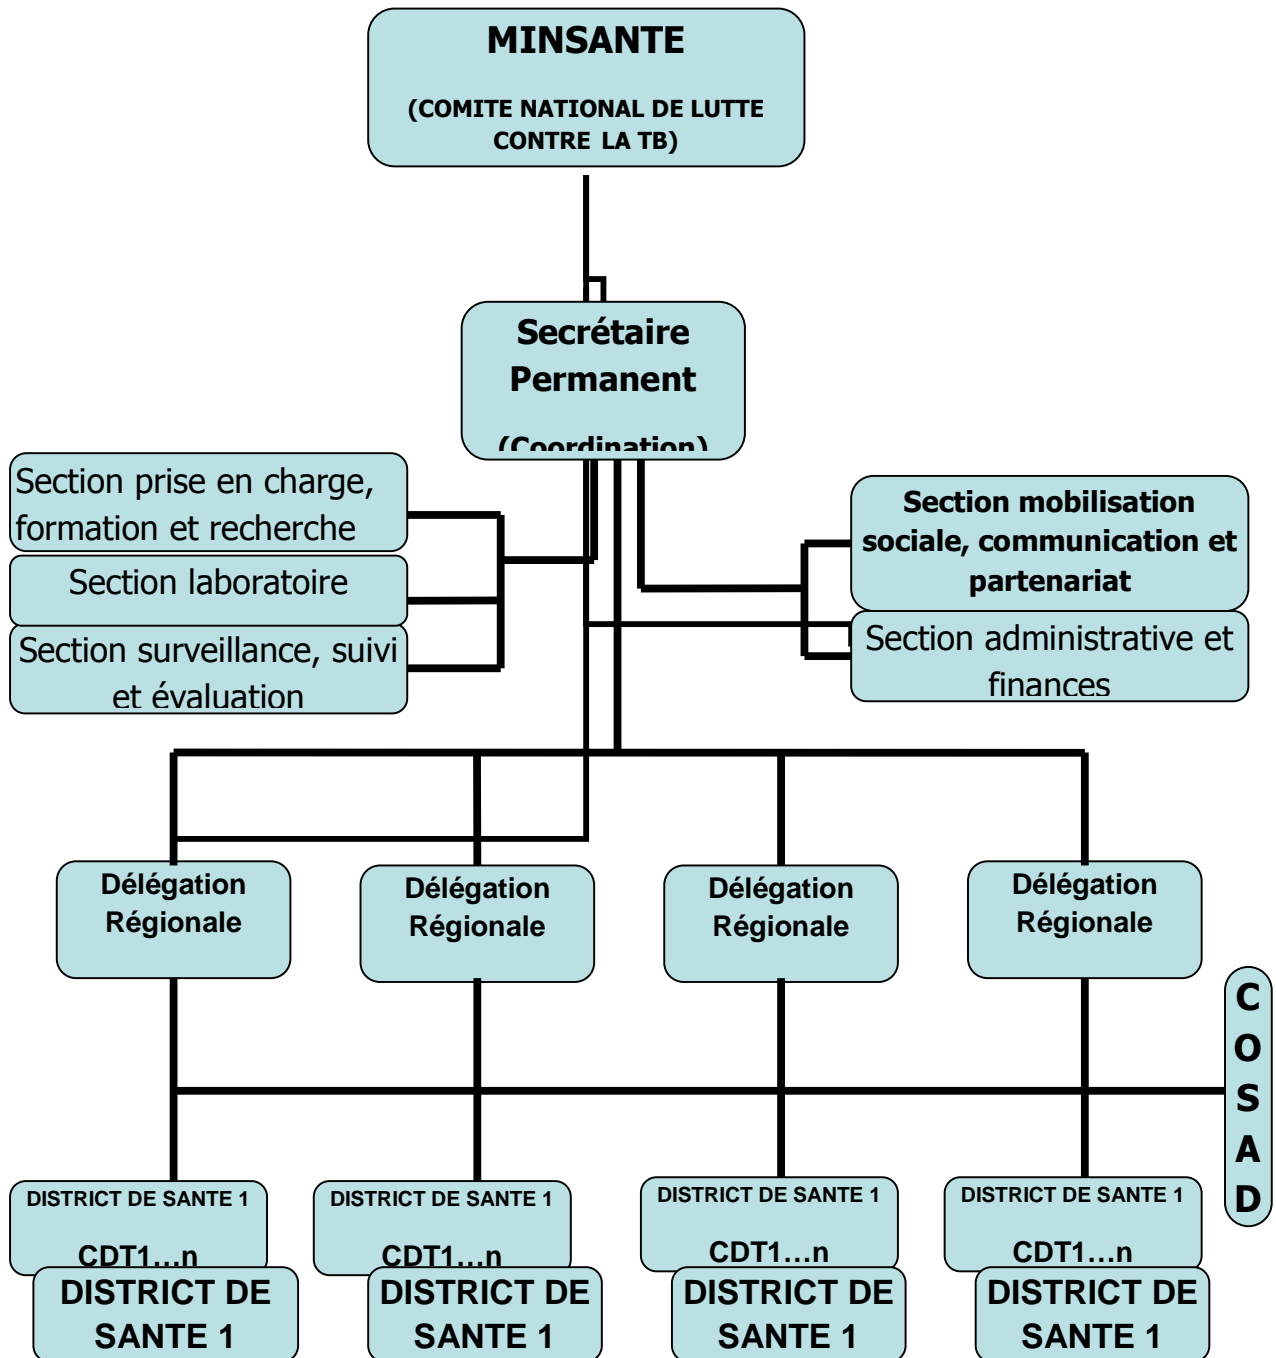 MINSANTE
(COMITE NATIONAL DE LUTTE
CONTRE LA TB)
Secrétaire
Permanent
(Coordination)
Section prise en charge,
formation et recherche
Section laboratoire
Section surveillance, suivi
et évaluation
Section mobilisation
sociale, communication et
partenariat
Section administrative et
finances
Délégation
Régionale
Délégation
Régionale
Délégation
Régionale
Délégation
Régionale
C
O
S
A
D
DISTRICT DE SANTE 1
CDT1...n
DISTRICT DE
SANTE 1
DISTRICT DE SANTE 1
CDT1...n
DISTRICT DE
SANTE 1
DISTRICT DE SANTE 1
CDT1...n
DISTRICT DE
SANTE 1
DISTRICT DE SANTE 1
CDT1...n
DISTRICT DE
SANTE 1